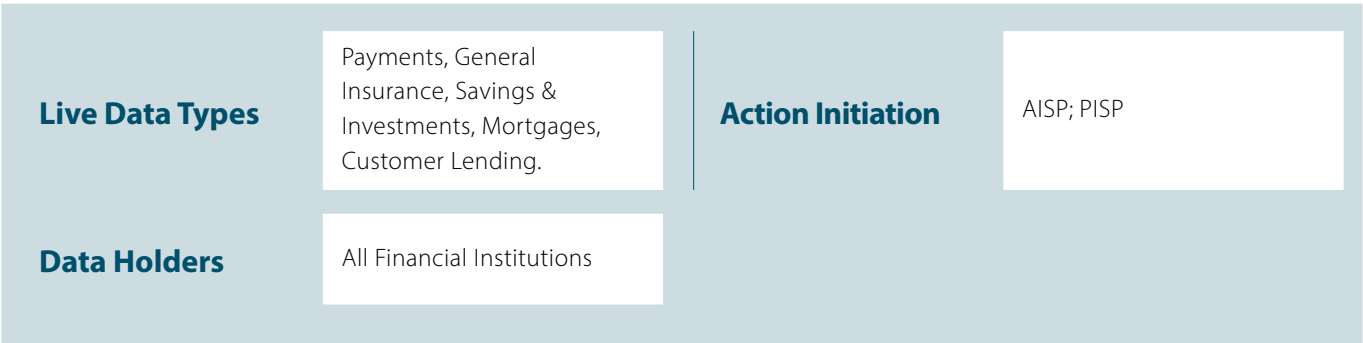 Live Data Types
Payments, General
Insurance, Savings &
Investments, Mortgages,
Customer Lending.
Action Initiation
AISP; PISP
Data Holders
All Financial Institutions